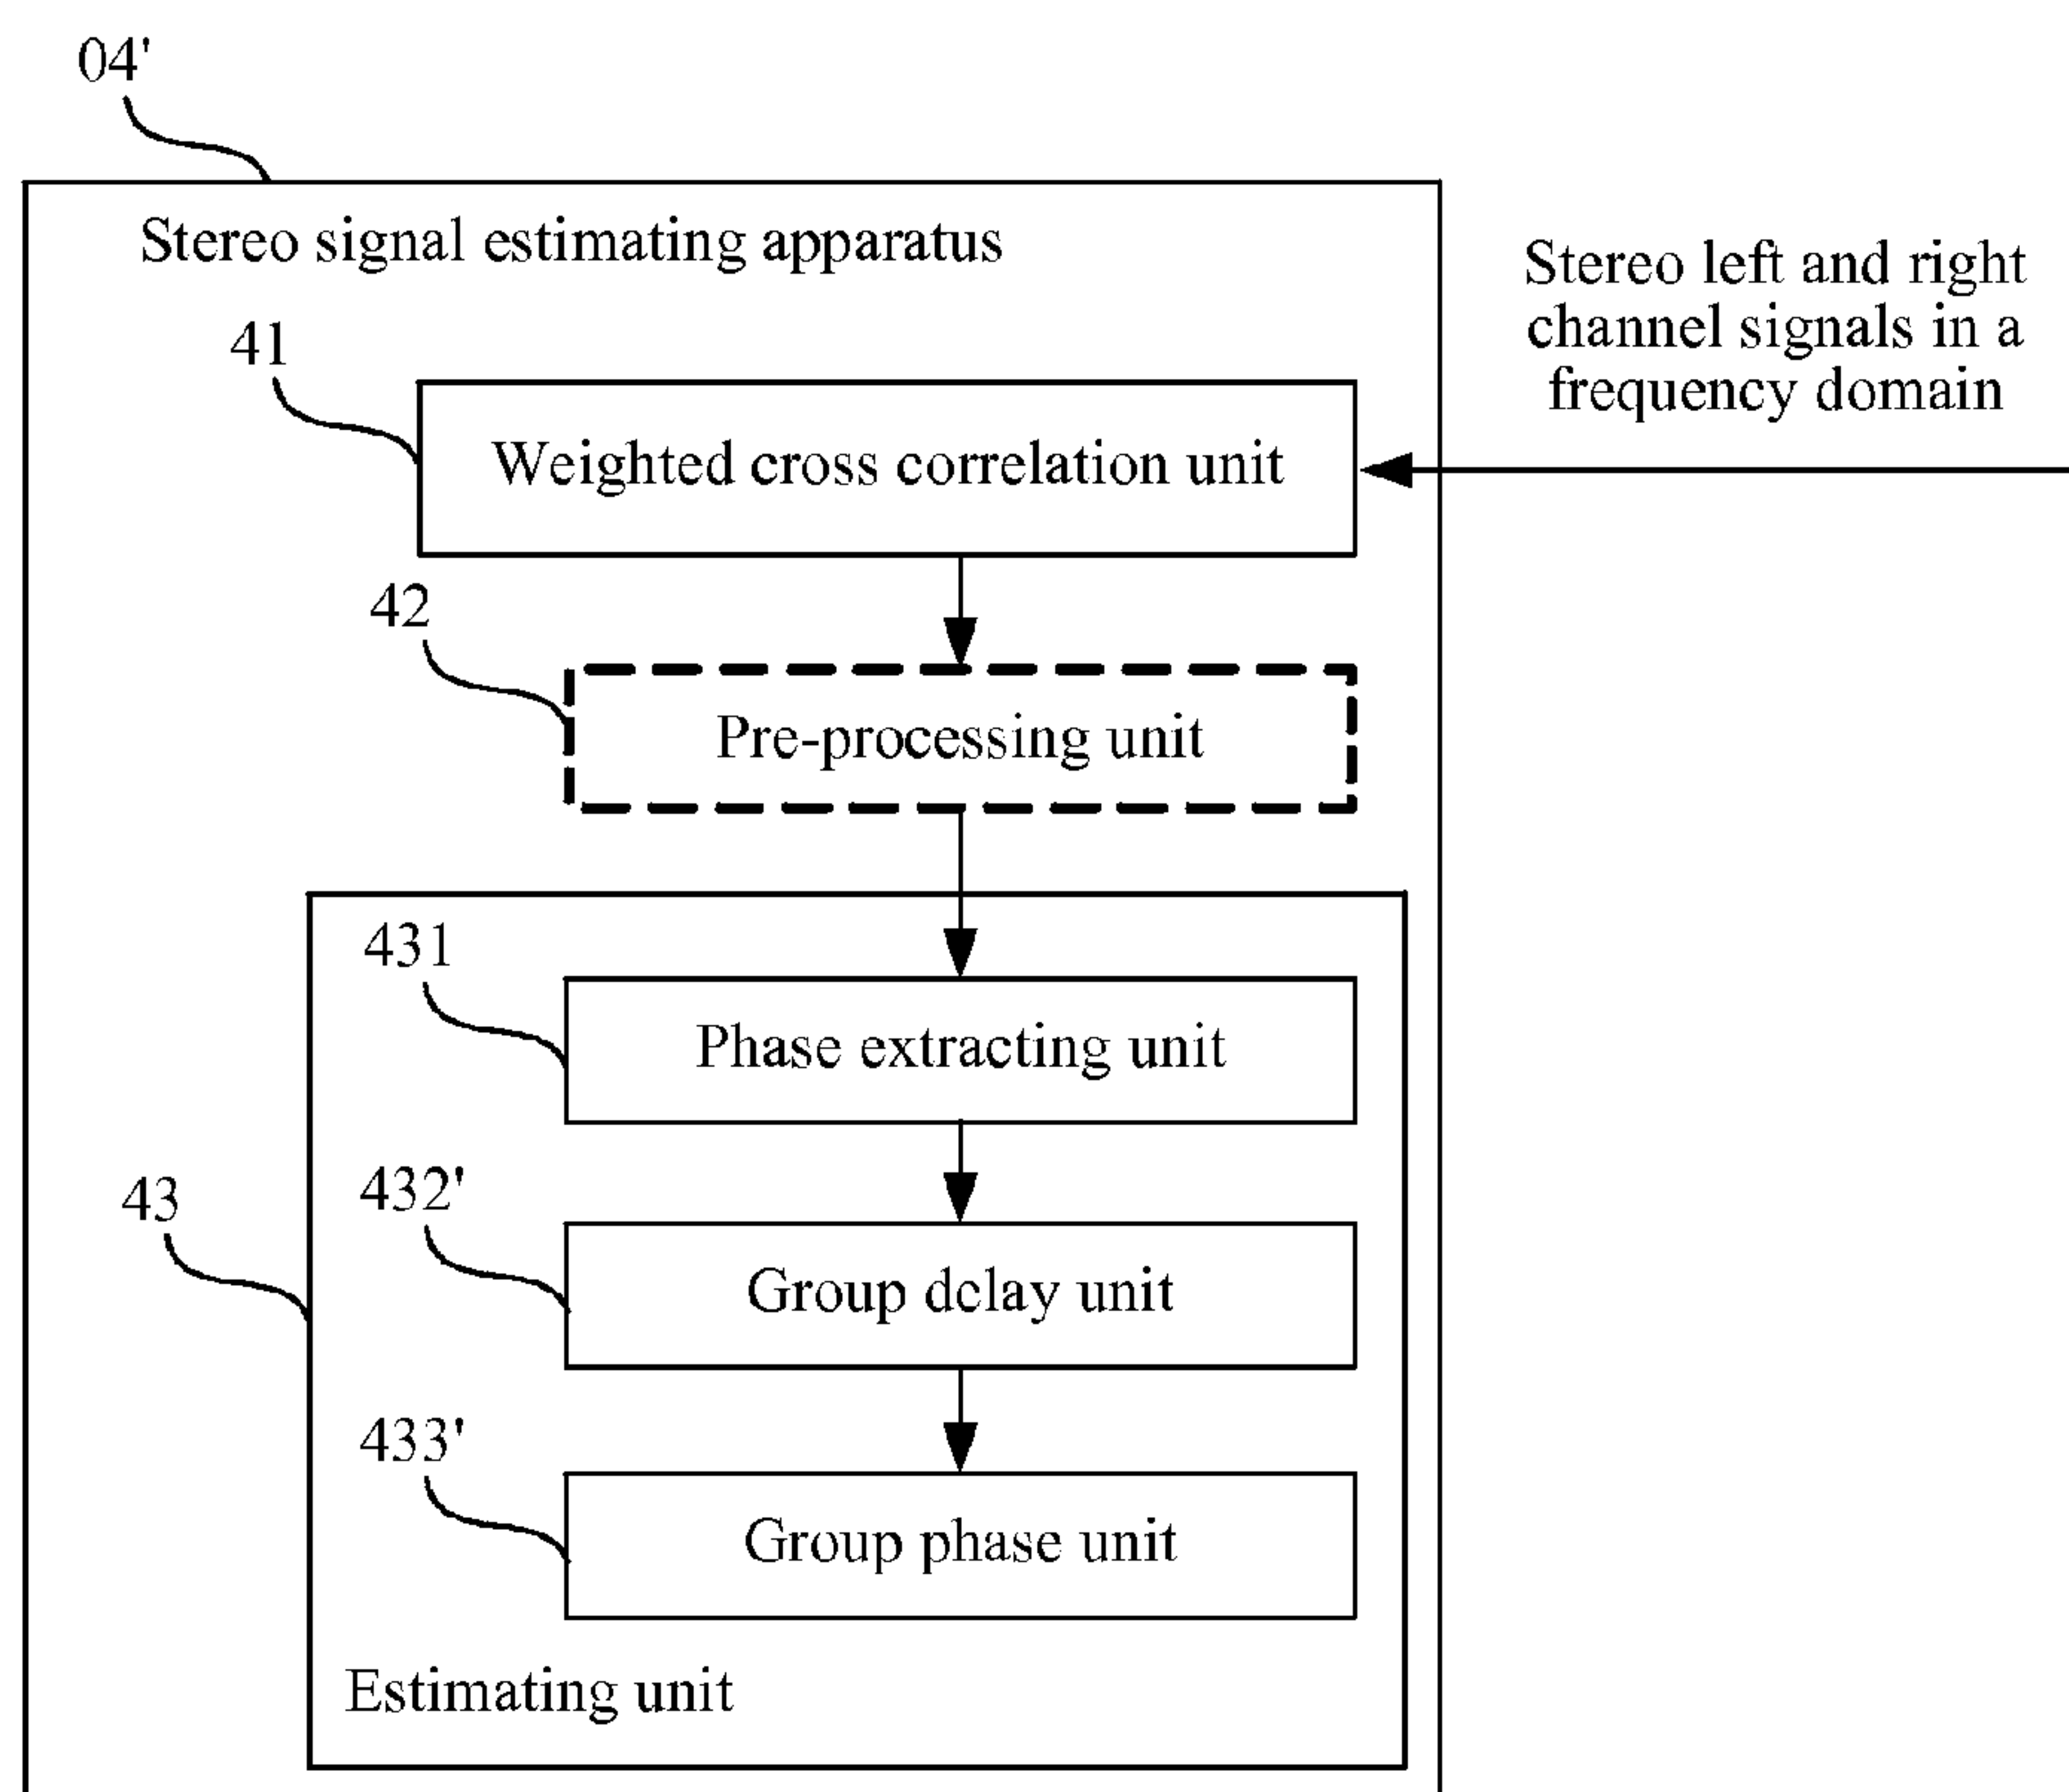 04'
Stereo signal estimating apparatus
Stereo left and right
channel signals in a
frequency domain
41
Weighted cross correlation unit
42
Pre-processing unit
431
Phase extracting unit
43
432'
Group delay unit
433'
Group phase unit
Estimating unit